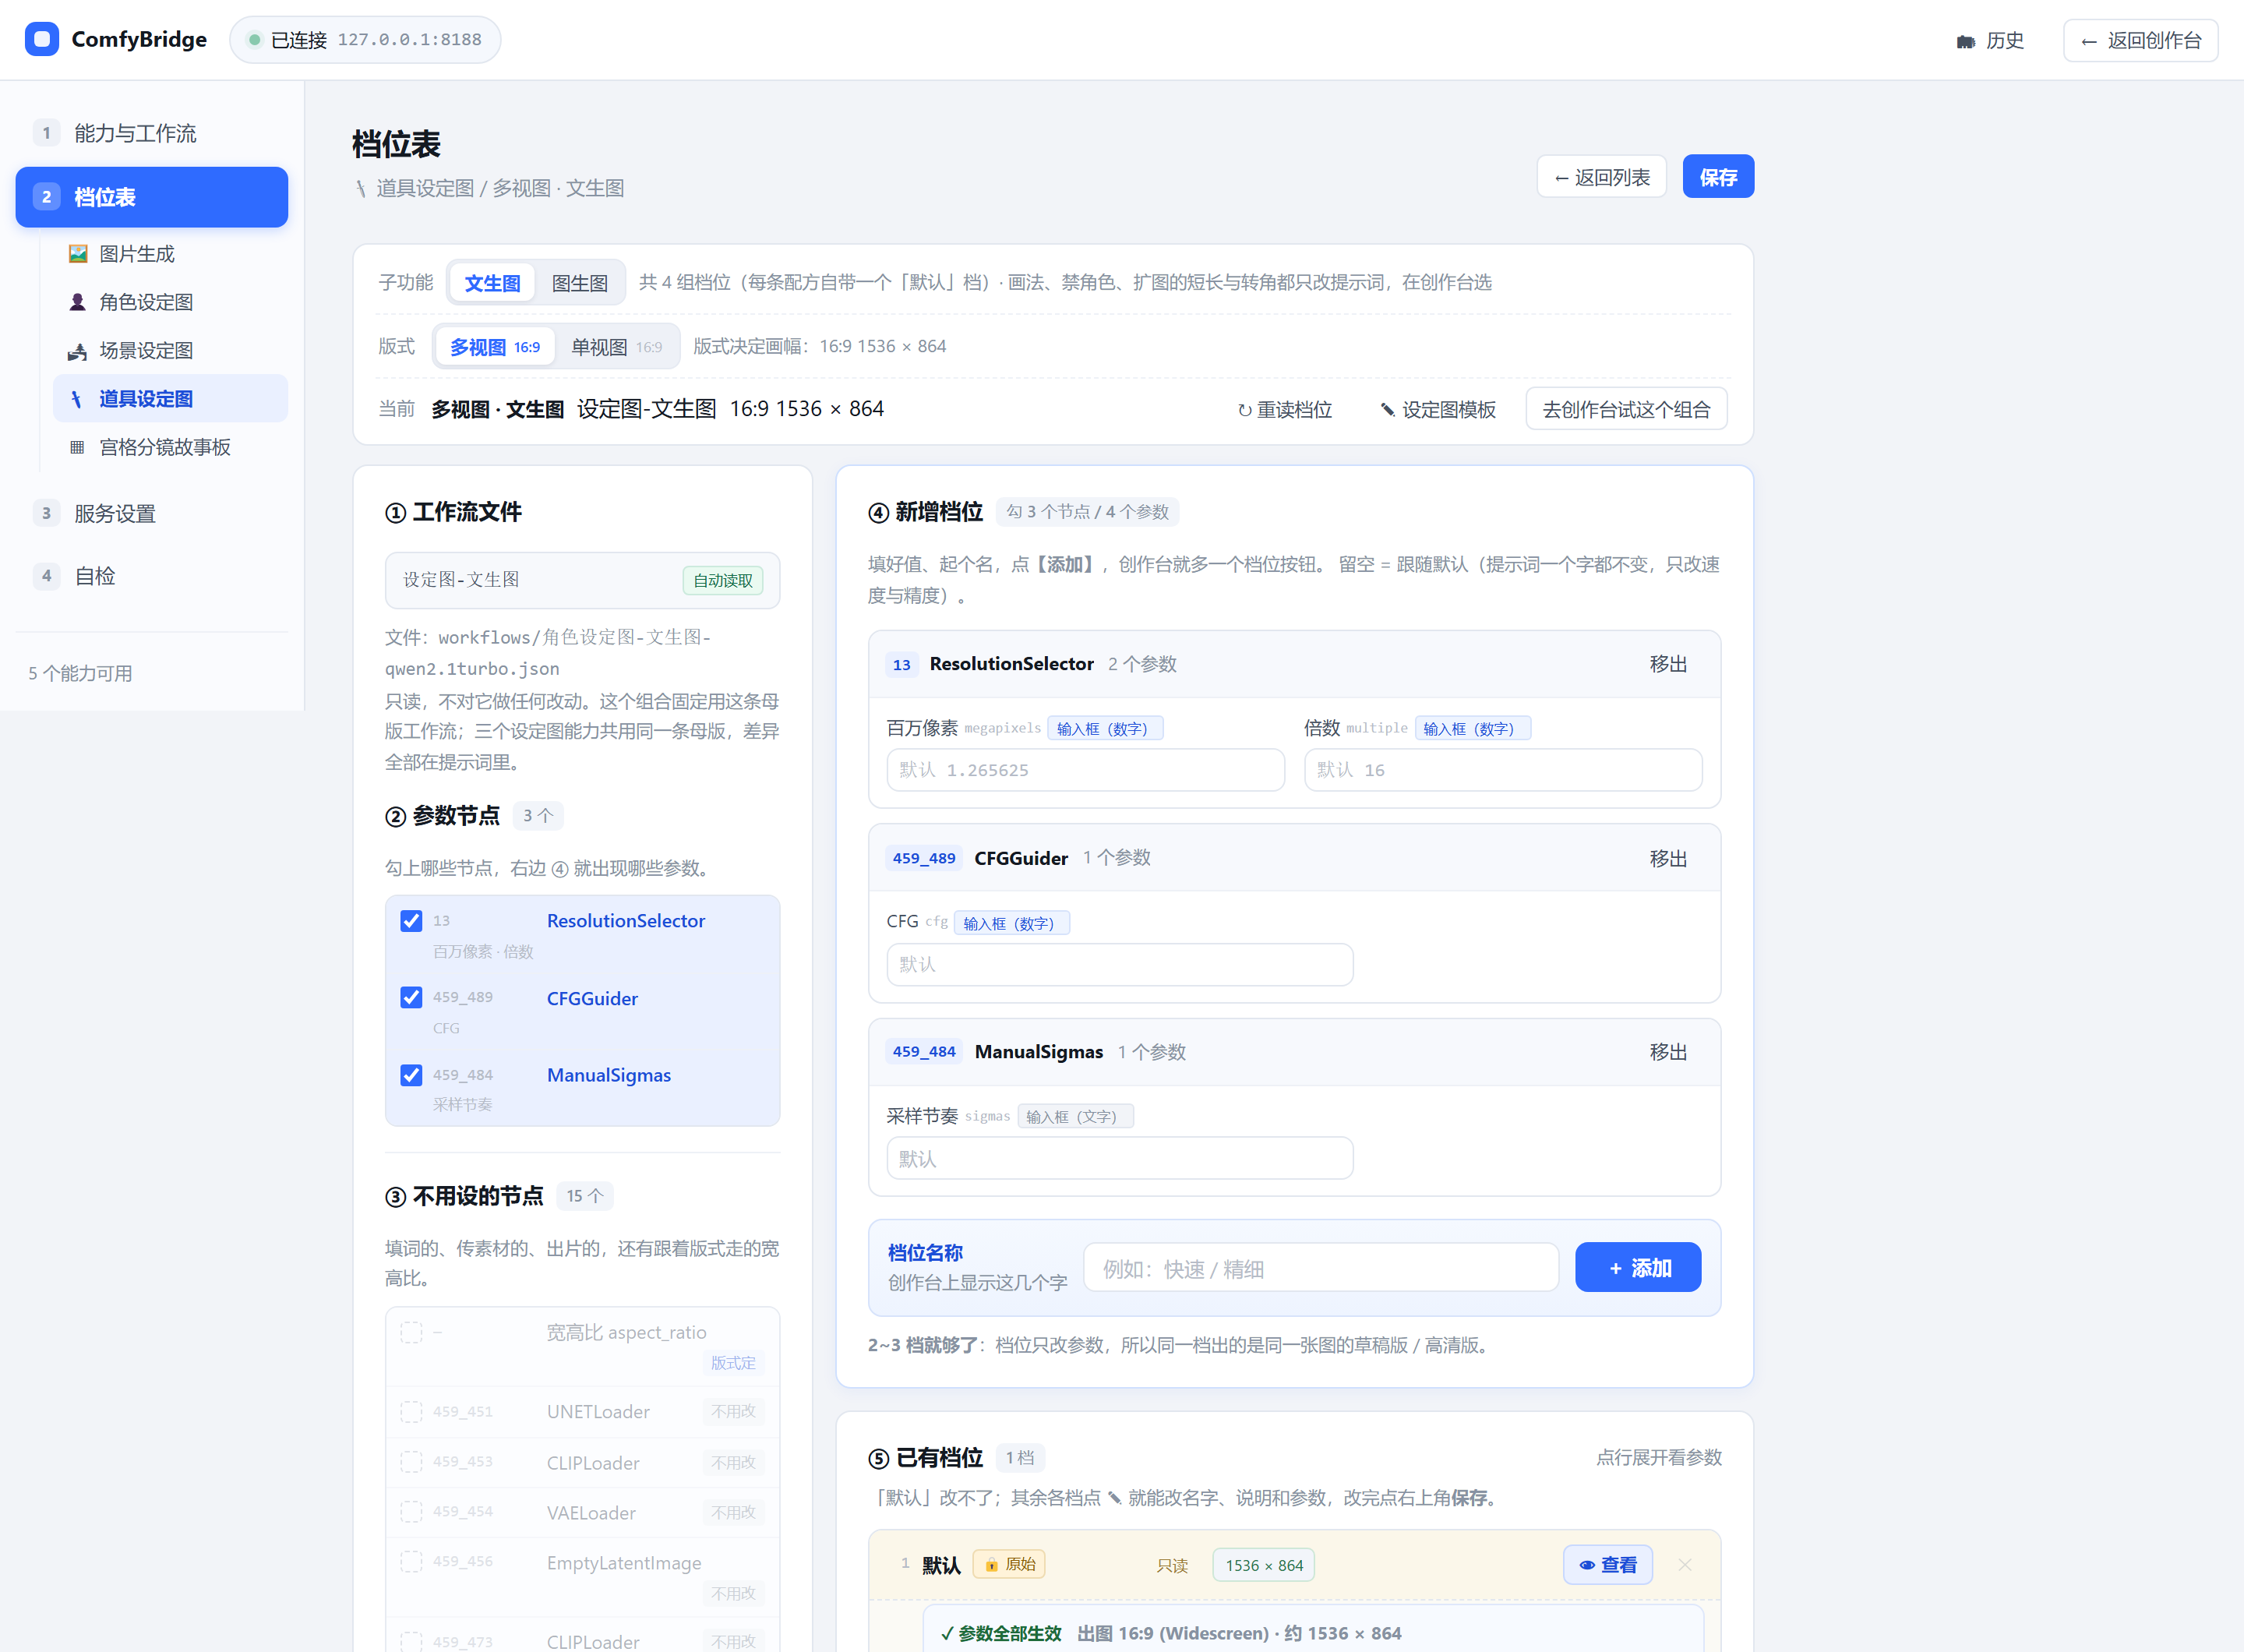 ComfyBridge
已连接 127.0.0.1:8188
历史
← 返回创作台
1 能力与工作流
2 档位表
图片生成
角色设定图
场景设定图
道具设定图
宫格分镜故事板
3 服务设置
4 自检
5 个能力可用
档位表
道具设定图 / 多视图 · 文生图
← 返回列表
保存
子功能 文生图 图生图 共 4 组档位（每条配方自带一个「默认」档）· 画法、禁角色、扩图的短长与转角都只改提示词，在创作台选
版式 多视图 16:9 单视图 16:9 版式决定画幅：16:9 1536 × 864
当前 多视图 · 文生图 设定图-文生图 16:9 1536 × 864
↻ 重读档位
✎ 设定图模板
去创作台试这个组合
① 工作流文件
设定图-文生图 自动读取
文件：workflows/角色设定图-文生图-
qwen2.1turbo.json
只读，不对它做任何改动。这个组合固定用这条母
版工作流；三个设定图能力共用同一条母版，差异
全部在提示词里。
② 参数节点 3 个
勾上哪些节点，右边 ④ 就出现哪些参数。
13 ResolutionSelector
百万像素 · 倍数
459_489 CFGGuider
CFG
459_484 ManualSigmas
采样节奏
③ 不用设的节点 15 个
填词的、传素材的、出片的，还有跟着版式走的宽
高比。
— 宽高比 aspect_ratio
版式定
459_451 UNETLoader 不用改
459_453 CLIPLoader 不用改
459_454 VAELoader 不用改
459_456 EmptyLatentImage
不用改
459_473 CLIPLoader 不用改
④ 新增档位 勾 3 个节点 / 4 个参数
填好值、起个名，点【添加】，创作台就多一个档位按钮。 留空 = 跟随默认（提示词一个字都不变，只改速
度与精度）。
13 ResolutionSelector 2 个参数 移出
百万像素 megapixels 输入框（数字）
默认 1.265625
倍数 multiple 输入框（数字）
默认 16
459_489 CFGGuider 1 个参数 移出
CFG cfg 输入框（数字）
默认
459_484 ManualSigmas 1 个参数 移出
采样节奏 sigmas 输入框（文字）
默认
档位名称
创作台上显示这几个字
例如：快速 / 精细
+ 添加
2~3 档就够了：档位只改参数，所以同一档出的是同一张图的草稿版 / 高清版。
⑤ 已有档位 1 档 点行展开看参数
「默认」改不了；其余各档点 ✎ 就能改名字、说明和参数，改完点右上角保存。
1 默认 原始 只读 1536 × 864 查看 ×
✓ 参数全部生效 出图 16:9 (Widescreen) · 约 1536 × 864